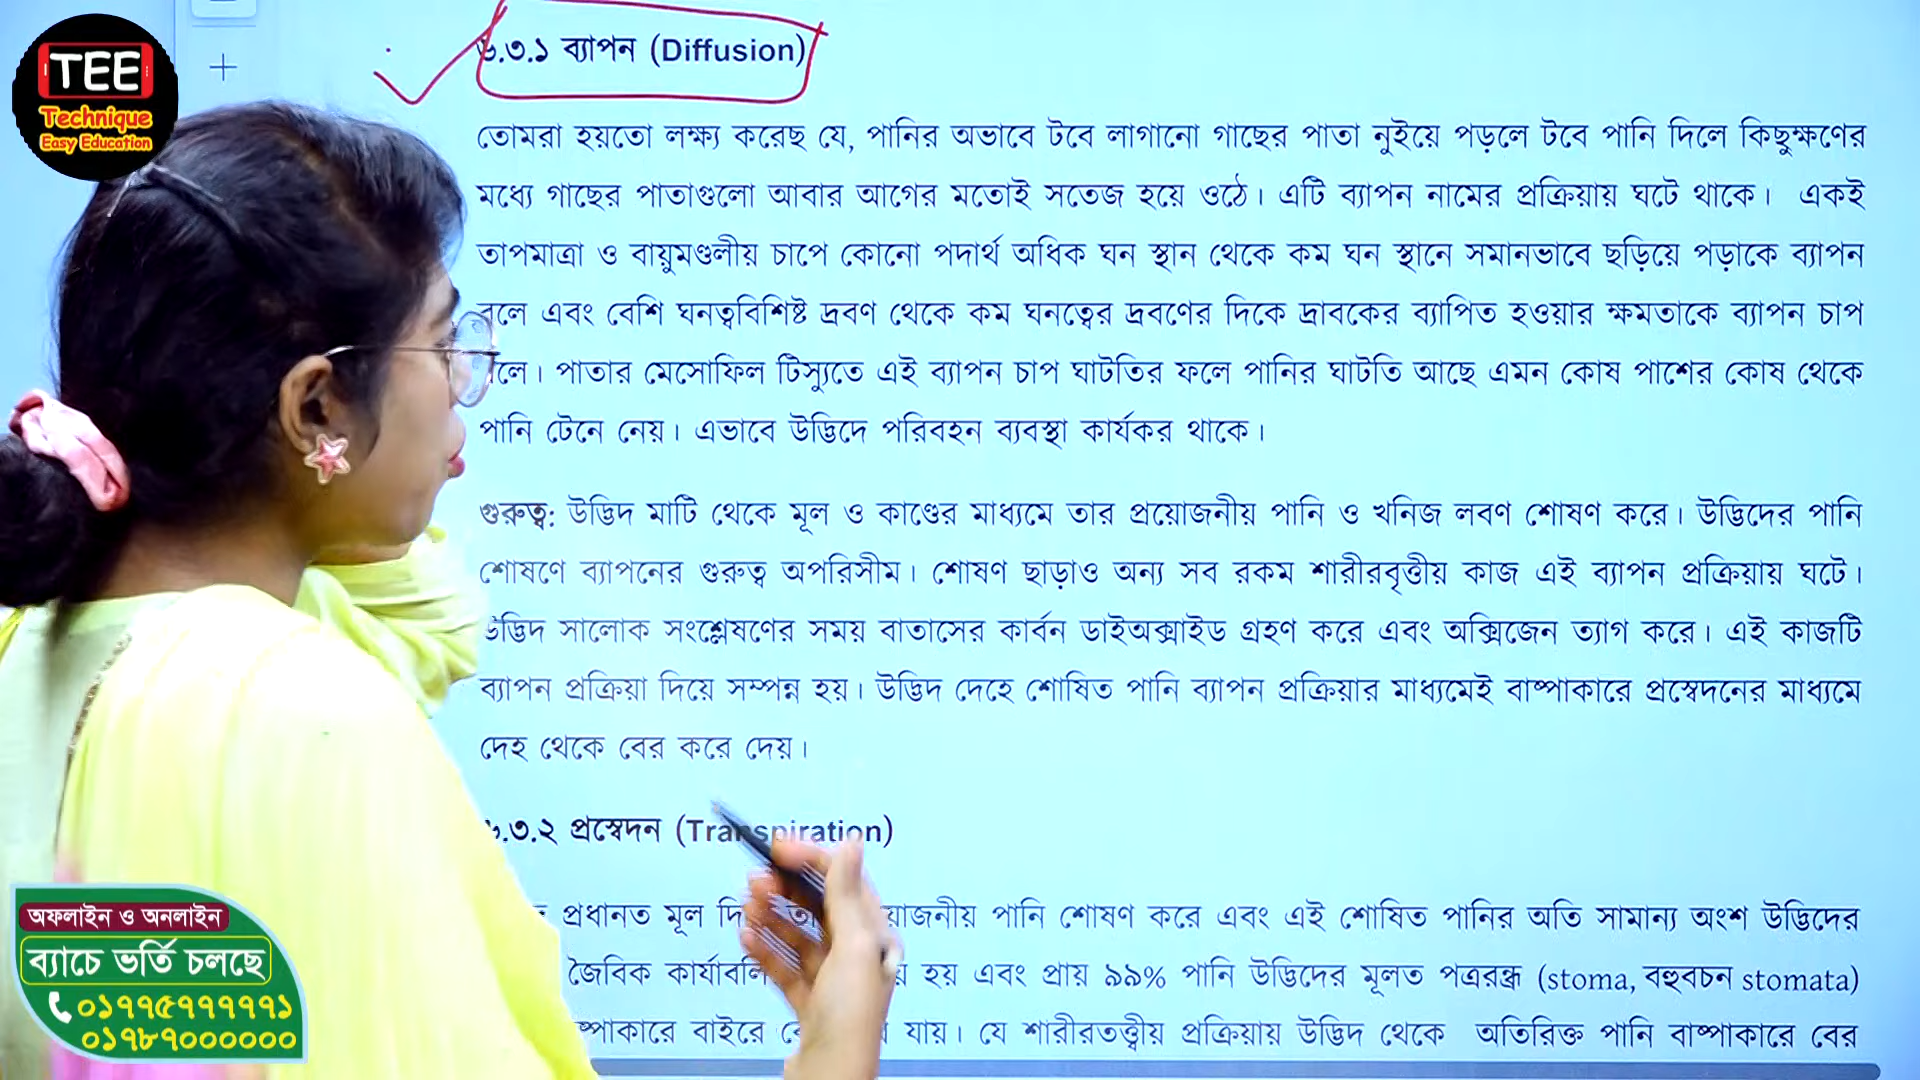 TEE
Technique
Easy Education
৬.৩.১ ব্যাপন (Diffusion)
তোমরা হয়তো লক্ষ্য করেছ যে, পানির অভাবে টবে লাগানো গাছের পাতা নুইয়ে পড়লে টবে পানি দিলে কিছুক্ষণের
মধ্যে গাছের পাতাগুলো আবার আগের মতোই সতেজ হয়ে ওঠে। এটি ব্যাপন নামের প্রক্রিয়ায় ঘটে থাকে। একই
তাপমাত্রা ও বায়ুমণ্ডলীয় চাপে কোনো পদার্থ অধিক ঘন স্থান থেকে কম ঘন স্থানে সমানভাবে ছড়িয়ে পড়াকে ব্যাপন
বলে এবং বেশি ঘনত্ববিশিষ্ট দ্রবণ থেকে কম ঘনত্বের দ্রবণের দিকে দ্রাবকের ব্যাপিত হওয়ার ক্ষমতাকে ব্যাপন চাপ
বলে। পাতার মেসোফিল টিস্যুতে এই ব্যাপন চাপ ঘাটতির ফলে পানির ঘাটতি আছে এমন কোষ পাশের কোষ থেকে
পানি টেনে নেয়। এভাবে উদ্ভিদে পরিবহন ব্যবস্থা কার্যকর থাকে।
গুরুত্ব: উদ্ভিদ মাটি থেকে মূল ও কাণ্ডের মাধ্যমে তার প্রয়োজনীয় পানি ও খনিজ লবণ শোষণ করে। উদ্ভিদের পানি
শোষণে ব্যাপনের গুরুত্ব অপরিসীম। শোষণ ছাড়াও অন্য সব রকম শারীরবৃত্তীয় কাজ এই ব্যাপন প্রক্রিয়ায় ঘটে।
উদ্ভিদ সালোক সংশ্লেষণের সময় বাতাসের কার্বন ডাইঅক্সাইড গ্রহণ করে এবং অক্সিজেন ত্যাগ করে। এই কাজটি
ব্যাপন প্রক্রিয়া দিয়ে সম্পন্ন হয়। উদ্ভিদ দেহে শোষিত পানি ব্যাপন প্রক্রিয়ার মাধ্যমেই বাষ্পাকারে প্রস্বেদনের মাধ্যমে
দেহ থেকে বের করে দেয়।
৬.৩.২ প্রস্বেদন (Transpiration)
প্রধানত মূল পানি শোষণ করে এবং এই শোষিত পানির অতি সামান্য অংশ উদ্ভিদের
জৈবিক হয় এবং প্রায় ৯৯% পানি উদ্ভিদের মূলত পত্ররন্ধ্র (stoma, বহুবচন stomata)
বাইরে যায়। যে শারীরতত্ত্বীয় প্রক্রিয়ায় উদ্ভিদ থেকে অতিরিক্ত পানি বাষ্পাকারে বের
অফলাইন ও অনলাইন
ব্যাচে ভর্তি চলছে
০১৭৭৫৭৭৭৭৭১
০১৭৮৭০০০০০০